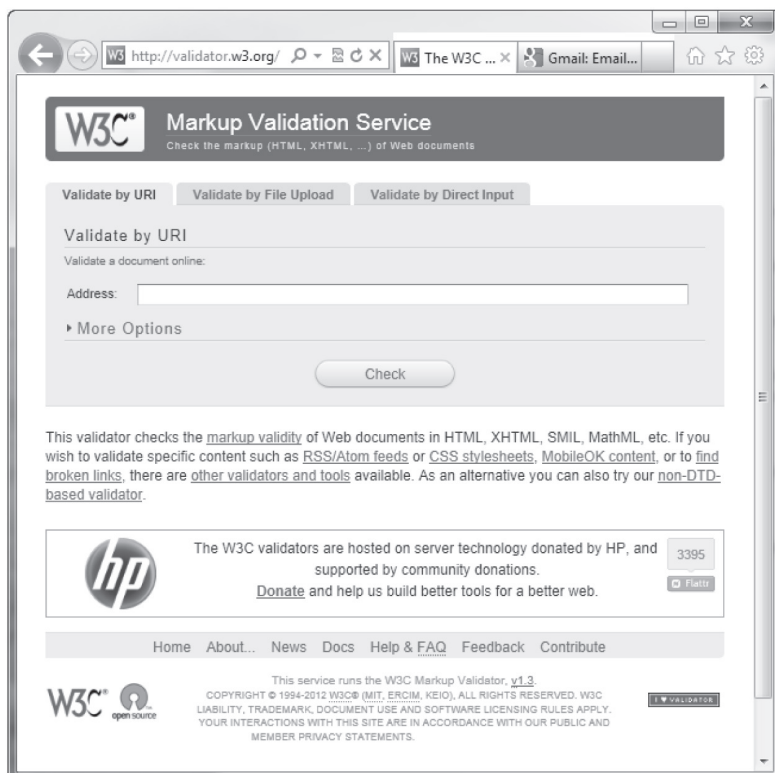 http://validator.w3.org/
W3 The W3C ...
Gmail: Email...
W3C® Markup Validation Service
Check the markup (HTML, XHTML, ...) of Web documents
Validate by URI Validate by File Upload Validate by Direct Input
Validate by URI
Validate a document online:
Address:
More Options
Check
This validator checks the markup validity of Web documents in HTML, XHTML, SMIL, MathML, etc. If you
wish to validate specific content such as RSS/Atom feeds or CSS stylesheets, MobileOK content, or to find
broken links, there are other validators and tools available. As an alternative you can also try our non-DTD-
based validator.
hp
The W3C validators are hosted on server technology donated by HP, and
supported by community donations.
Donate and help us build better tools for a better web.
3395
Flattr
Home About... News Docs Help & FAQ Feedback Contribute
W3C® open source
This service runs the W3C Markup Validator, v1.3.
COPYRIGHT © 1994-2012 W3C® (MIT, ERCIM, KEIO), ALL RIGHTS RESERVED. W3C
LIABILITY, TRADEMARK, DOCUMENT USE AND SOFTWARE LICENSING RULES APPLY.
YOUR INTERACTIONS WITH THIS SITE ARE IN ACCORDANCE WITH OUR PUBLIC AND
MEMBER PRIVACY STATEMENTS.
I ♥ VALIDATOR